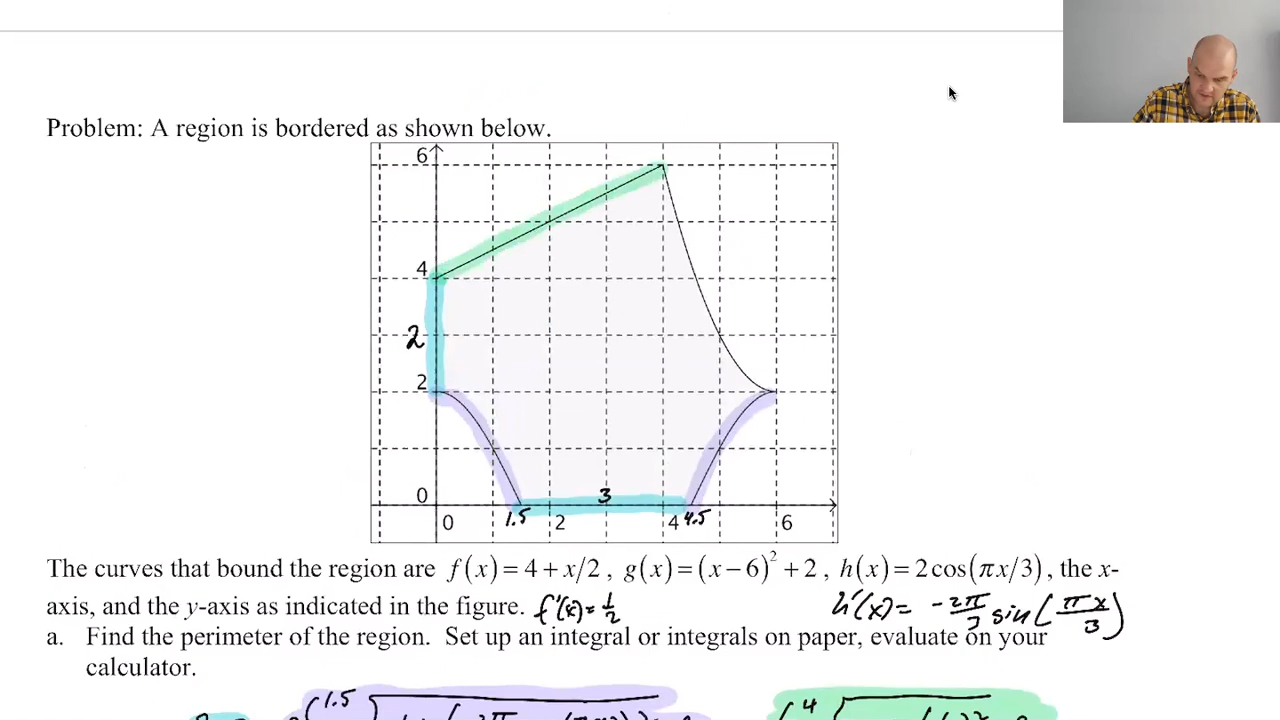 Problem: A region is bordered as shown below.
6
4
2
2
0
3
1.5
4.5
0 2 4 6
The curves that bound the region are f(x)=4+x/2, g(x)=(x−6)²+2, h(x)=2cos(πx/3), the x-
axis, and the y-axis as indicated in the figure. f'(x)=1/2 h'(x)= -2π/3 sin(πx/3)
a. Find the perimeter of the region. Set up an integral or integrals on paper, evaluate on your
calculator.
1.5
4